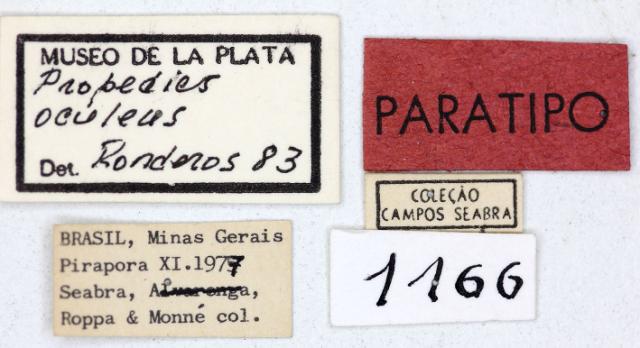 MUSEO DE LA PLATA
Propedies
oculeus
Det. Ronderos 83
PARATIPO
COLEÇÃO
CAMPOS SEABRA
BRASIL, Minas Gerais
Pirapora XI.1977
Seabra, Alvarenga,
Roppa & Monné col.
1166